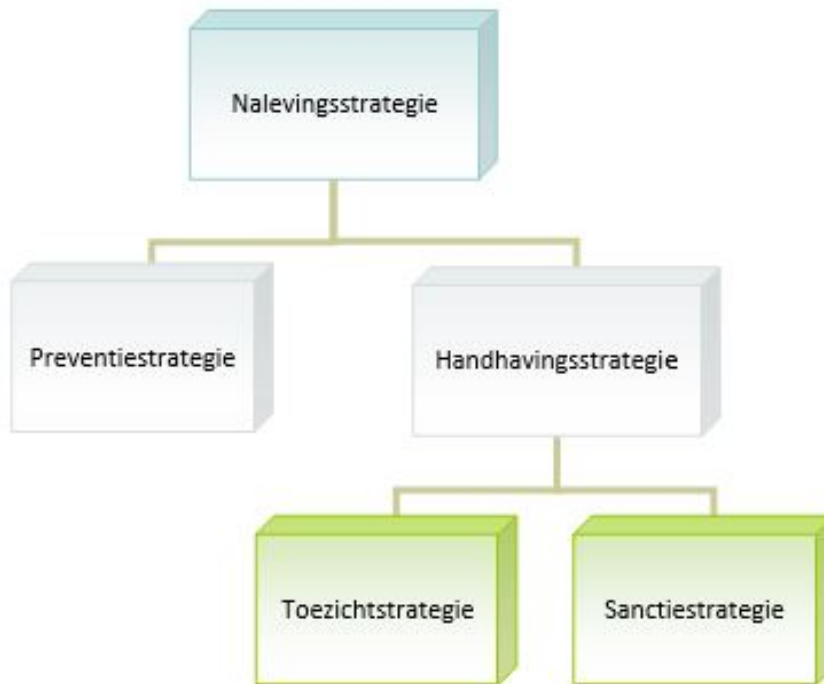 Nalevingsstrategie
Preventiestrategie
Handhavingsstrategie
Toezichtstrategie
Sanctiestrategie